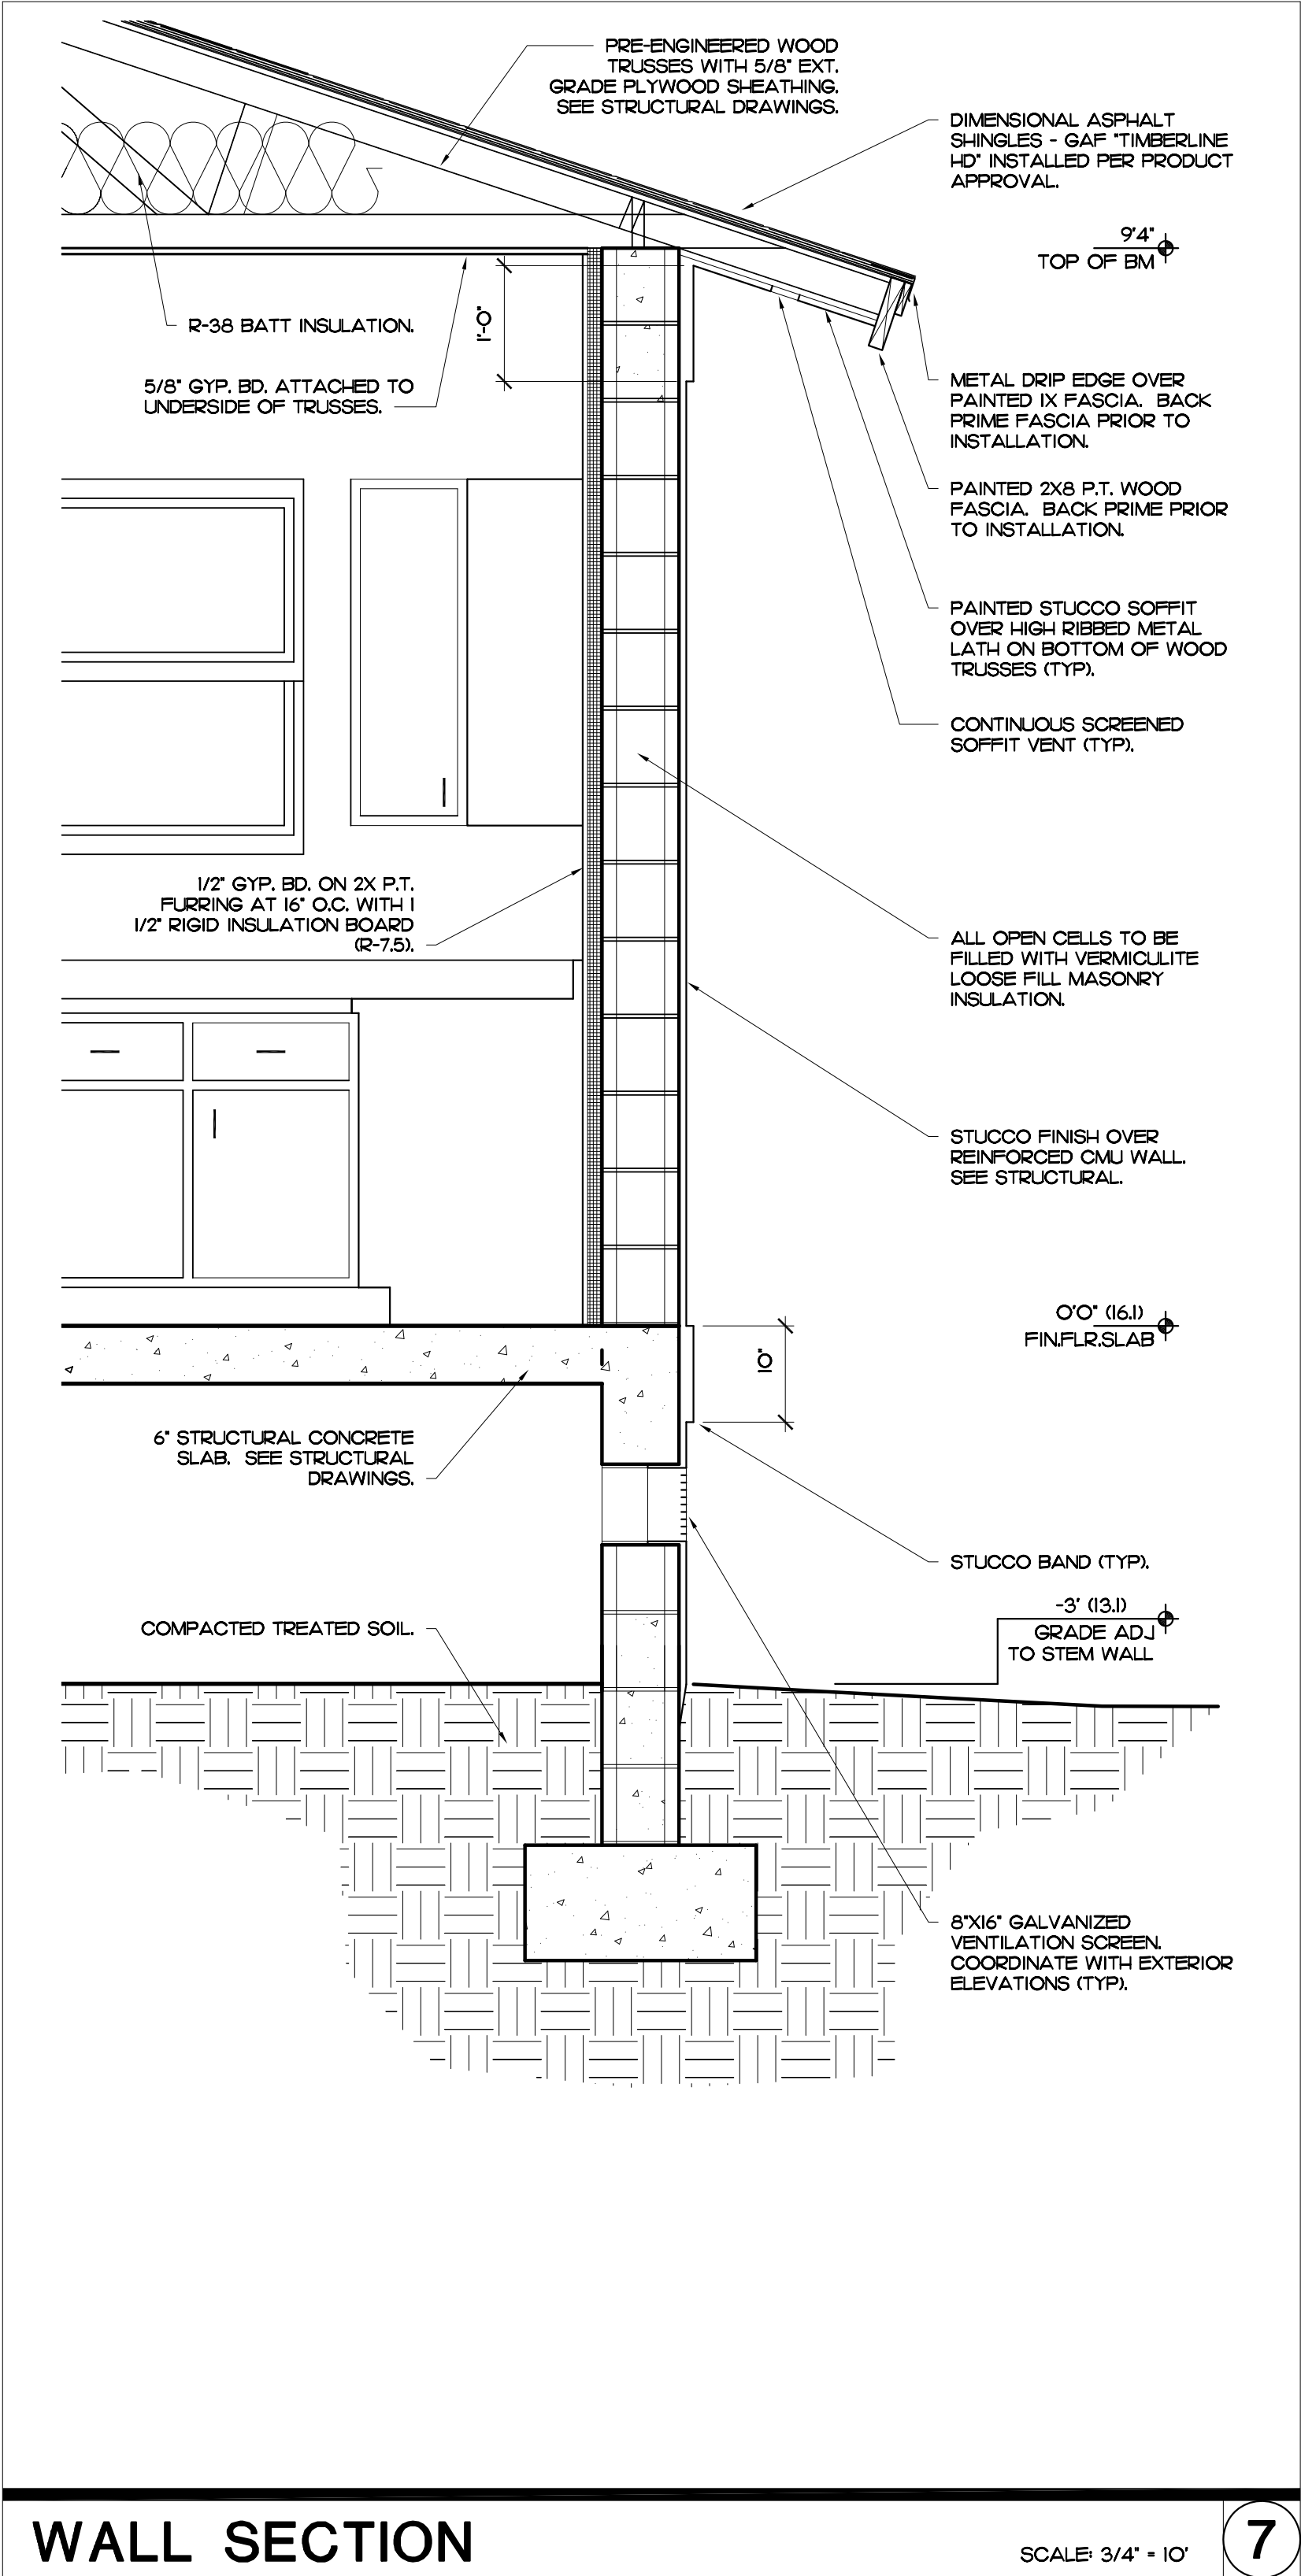 PRE-ENGINEERED WOOD
TRUSSES WITH 5/8" EXT.
GRADE PLYWOOD SHEATHING.
SEE STRUCTURAL DRAWINGS.
DIMENSIONAL ASPHALT
SHINGLES - GAF "TIMBERLINE
HD" INSTALLED PER PRODUCT
APPROVAL.
9'4"
TOP OF BM
R-38 BATT INSULATION.
1'-0"
5/8" GYP. BD. ATTACHED TO
UNDERSIDE OF TRUSSES.
METAL DRIP EDGE OVER
PAINTED 1X FASCIA. BACK
PRIME FASCIA PRIOR TO
INSTALLATION.
PAINTED 2X8 P.T. WOOD
FASCIA. BACK PRIME PRIOR
TO INSTALLATION.
PAINTED STUCCO SOFFIT
OVER HIGH RIBBED METAL
LATH ON BOTTOM OF WOOD
TRUSSES (TYP).
CONTINUOUS SCREENED
SOFFIT VENT (TYP).
1/2" GYP. BD. ON 2X P.T.
FURRING AT 16" O.C. WITH 1
1/2" RIGID INSULATION BOARD
(R-7.5).
ALL OPEN CELLS TO BE
FILLED WITH VERMICULITE
LOOSE FILL MASONRY
INSULATION.
STUCCO FINISH OVER
REINFORCED CMU WALL.
SEE STRUCTURAL.
0'0" (16.1)
FIN.FLR.SLAB
10"
6" STRUCTURAL CONCRETE
SLAB. SEE STRUCTURAL
DRAWINGS.
STUCCO BAND (TYP).
-3' (13.1)
GRADE ADJ
TO STEM WALL
COMPACTED TREATED SOIL.
8"X16" GALVANIZED
VENTILATION SCREEN.
COORDINATE WITH EXTERIOR
ELEVATIONS (TYP).
WALL SECTION
SCALE: 3/4" = 10'
7